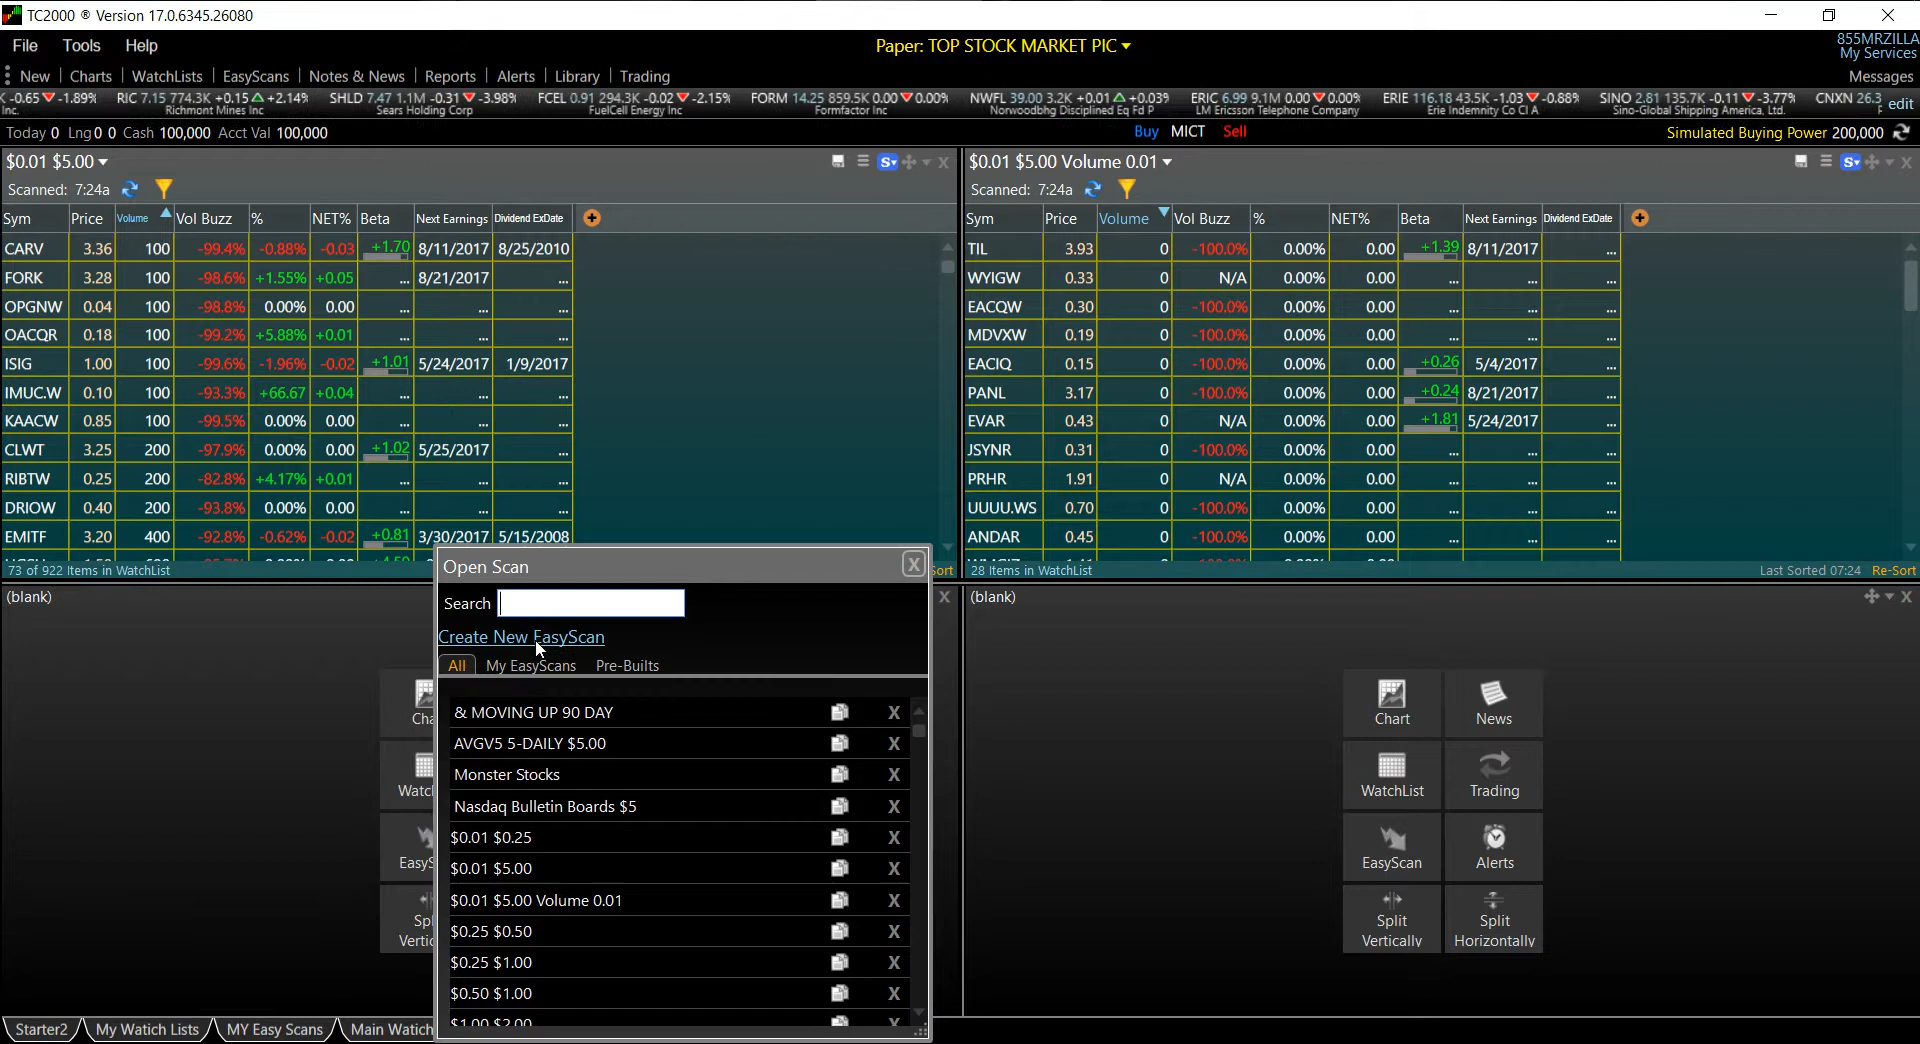 TC2000 ® Version 17.0.6345.26080
File Tools Help
Paper: TOP STOCK MARKET PIC
855MRZILLA
My Services
New Charts WatchLists EasyScans Notes & News Reports Alerts Library Trading
Messages
K -0.65 -1.89% RIC 7.15 774.3K +0.15 +2.14% SHLD 7.47 1.1M -0.31 -3.98% FCEL 0.91 294.3K -0.02 -2.15% FORM 14.25 859.5K 0.00 0.00% NWFL 39.00 3.2K +0.01 +0.03% ERIC 6.99 9.1M 0.00 0.00% ERIE 116.18 43.5K -1.03 -0.88% SINO 2.81 135.7K -0.11 -3.77% CNXN 26.3 edit
Inc. Richmont Mines Inc Sears Holding Corp FuelCell Energy Inc Formfactor Inc Norwoodbhg Disciplined Eq Fd P LM Ericsson Telephone Company Erie Indemnity Co Cl A Sino-Global Shipping America, Ltd.
Today 0 Lng 0 0 Cash 100,000 Acct Val 100,000
Buy MICT Sell
Simulated Buying Power 200,000
$0.01 $5.00
Scanned: 7:24a
Sym Price Volume Vol Buzz % NET% Beta Next Earnings Dividend ExDate
CARV 3.36 100 -99.4% -0.88% -0.03 +1.70 8/11/2017 8/25/2010
FORK 3.28 100 -98.6% +1.55% +0.05 ... 8/21/2017 ...
OPGNW 0.04 100 -98.8% 0.00% 0.00 ... ... ...
OACQR 0.18 100 -99.2% +5.88% +0.01 ... ... ...
ISIG 1.00 100 -99.6% -1.96% -0.02 +1.01 5/24/2017 1/9/2017
IMUC.W 0.10 100 -93.3% +66.67 +0.04 ... ... ...
KAACW 0.85 100 -99.5% 0.00% 0.00 ... ... ...
CLWT 3.25 200 -97.9% 0.00% 0.00 +1.02 5/25/2017 ...
RIBTW 0.25 200 -82.8% +4.17% +0.01 ... ... ...
DRIOW 0.40 200 -93.8% 0.00% 0.00 ... ... ...
EMITF 3.20 400 -92.8% -0.62% -0.02 +0.81 3/30/2017 5/15/2008
73 of 922 Items in WatchList
Sort
$0.01 $5.00 Volume 0.01
Scanned: 7:24a
Sym Price Volume Vol Buzz % NET% Beta Next Earnings Dividend ExDate
TIL 3.93 0 -100.0% 0.00% 0.00 +1.39 8/11/2017 ...
WYIGW 0.33 0 N/A 0.00% 0.00 ... ... ...
EACQW 0.30 0 -100.0% 0.00% 0.00 ... ... ...
MDVXW 0.19 0 -100.0% 0.00% 0.00 ... ... ...
EACIQ 0.15 0 -100.0% 0.00% 0.00 +0.26 5/4/2017 ...
PANL 3.17 0 -100.0% 0.00% 0.00 +0.24 8/21/2017 ...
EVAR 0.43 0 N/A 0.00% 0.00 +1.81 5/24/2017 ...
JSYNR 0.31 0 -100.0% 0.00% 0.00 ... ... ...
PRHR 1.91 0 N/A 0.00% 0.00 ... ... ...
UUUU.WS 0.70 0 -100.0% 0.00% 0.00 ... ... ...
ANDAR 0.45 0 -100.0% 0.00% 0.00 ... ... ...
28 Items in WatchList
Last Sorted 07:24 Re-Sort
(blank)
Open Scan
X
Search
Create New EasyScan
All My EasyScans Pre-Builts
& MOVING UP 90 DAY X
AVGV5 5-DAILY $5.00 X
Monster Stocks X
Nasdaq Bulletin Boards $5 X
$0.01 $0.25 X
$0.01 $5.00 X
$0.01 $5.00 Volume 0.01 X
$0.25 $0.50 X
$0.25 $1.00 X
$0.50 $1.00 X
$1.00 $2.00 X
(blank)
Chart News
WatchList Trading
EasyScan Alerts
Split Vertically
Split Horizontally
Starter2 My Watich Lists MY Easy Scans Main Watich